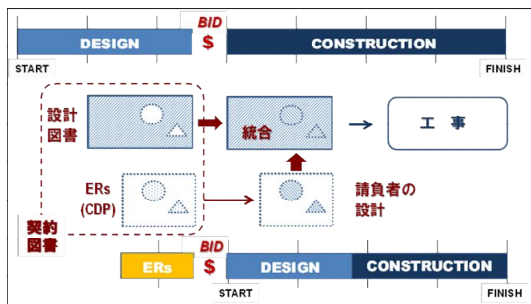 BID
DESIGN
$
CONSTRUCTION
START
FINISH
設計
図書
統合
工 事
ERs
(CDP)
請負者の
設計
契約
図書
BID
ERs
$
DESIGN
CONSTRUCTION
START
FINISH